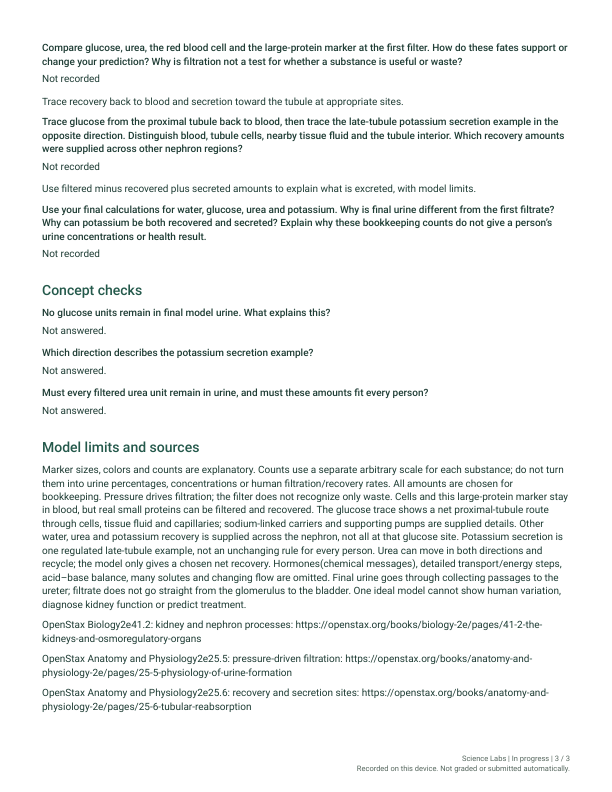 Compare glucose, urea, the red blood cell and the large-protein marker at the first filter. How do these fates support or
change your prediction? Why is filtration not a test for whether a substance is useful or waste?
Not recorded
Trace recovery back to blood and secretion toward the tubule at appropriate sites.
Trace glucose from the proximal tubule back to blood, then trace the late-tubule potassium secretion example in the
opposite direction. Distinguish blood, tubule cells, nearby tissue fluid and the tubule interior. Which recovery amounts
were supplied across other nephron regions?
Not recorded
Use filtered minus recovered plus secreted amounts to explain what is excreted, with model limits.
Use your final calculations for water, glucose, urea and potassium. Why is final urine different from the first filtrate?
Why can potassium be both recovered and secreted? Explain why these bookkeeping counts do not give a person's
urine concentrations or health result.
Not recorded
Concept checks
No glucose units remain in final model urine. What explains this?
Not answered.
Which direction describes the potassium secretion example?
Not answered.
Must every filtered urea unit remain in urine, and must these amounts fit every person?
Not answered.
Model limits and sources
Marker sizes, colors and counts are explanatory. Counts use a separate arbitrary scale for each substance; do not turn
them into urine percentages, concentrations or human filtration/recovery rates. All amounts are chosen for
bookkeeping. Pressure drives filtration; the filter does not recognize only waste. Cells and this large-protein marker stay
in blood, but real small proteins can be filtered and recovered. The glucose trace shows a net proximal-tubule route
through cells, tissue fluid and capillaries; sodium-linked carriers and supporting pumps are supplied details. Other
water, urea and potassium recovery is supplied across the nephron, not all at that glucose site. Potassium secretion is
one regulated late-tubule example, not an unchanging rule for every person. Urea can move in both directions and
recycle; the model only gives a chosen net recovery. Hormones(chemical messages), detailed transport/energy steps,
acid–base balance, many solutes and changing flow are omitted. Final urine goes through collecting passages to the
ureter; filtrate does not go straight from the glomerulus to the bladder. One ideal model cannot show human variation,
diagnose kidney function or predict treatment.
OpenStax Biology2e41.2: kidney and nephron processes: https://openstax.org/books/biology-2e/pages/41-2-the-
kidneys-and-osmoregulatory-organs
OpenStax Anatomy and Physiology2e25.5: pressure-driven filtration: https://openstax.org/books/anatomy-and-
physiology-2e/pages/25-5-physiology-of-urine-formation
OpenStax Anatomy and Physiology2e25.6: recovery and secretion sites: https://openstax.org/books/anatomy-and-
physiology-2e/pages/25-6-tubular-reabsorption
Science Labs | In progress | 3 / 3
Recorded on this device. Not graded or submitted automatically.